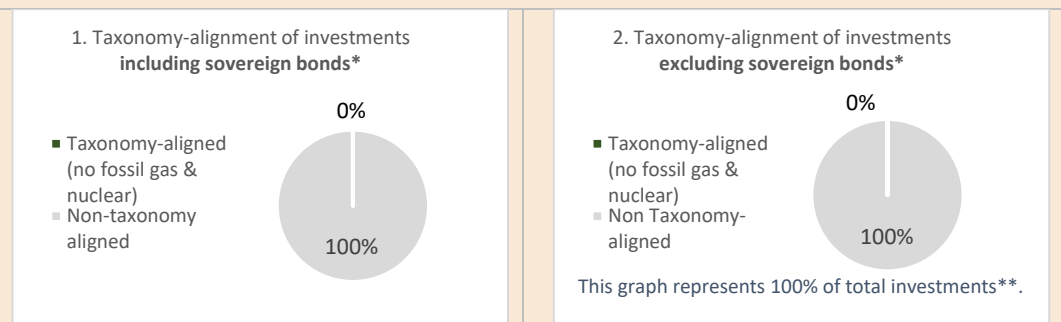 1. Taxonomy-alignment of investments
including sovereign bonds*
0%
Taxonomy-aligned
(no fossil gas &
nuclear)
Non-taxonomy
aligned
100%
2. Taxonomy-alignment of investments
excluding sovereign bonds*
0%
Taxonomy-aligned
(no fossil gas &
nuclear)
Non Taxonomy-
aligned
100%
This graph represents 100% of total investments**.